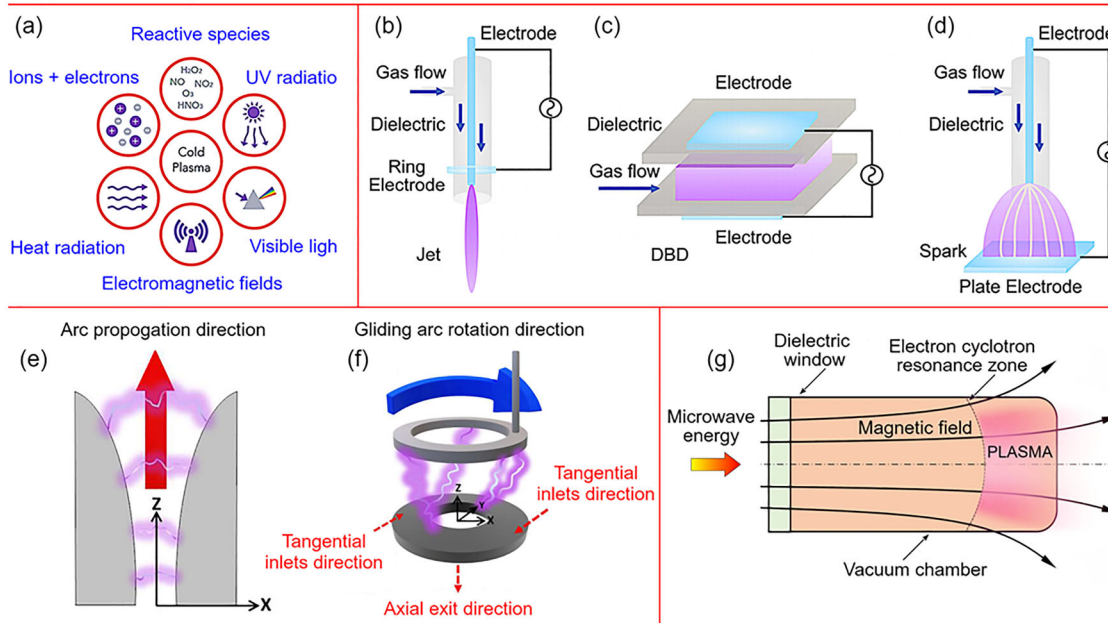 (a)
Reactive species
Ions + electrons
UV radiatio
H₂O₂
NO NO₂
O₃
HNO₃
Cold
Plasma
Heat radiation
Visible ligh
Electromagnetic fields
(b)
Electrode
Gas flow
Dielectric
Ring
Electrode
Jet
(c)
Electrode
Dielectric
Gas flow
Electrode
DBD
(d)
Electrode
Gas flow
Dielectric
Spark
Plate Electrode
Arc propogation direction
(e)
Z
X
Gliding arc rotation direction
(f)
Z
Y
X
Tangential
inlets direction
Tangential
inlets direction
Axial exit direction
(g)
Dielectric
window
Electron cyclotron
resonance zone
Microwave
energy
Magnetic field
PLASMA
Vacuum chamber